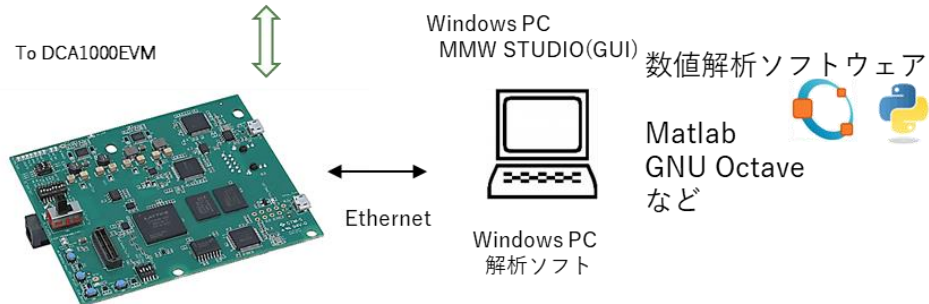 To DCA1000EVM
Windows PC
MMW STUDIO(GUI)
数値解析ソフトウェア
Matlab
GNU Octave
など
Ethernet
Windows PC
解析ソフト